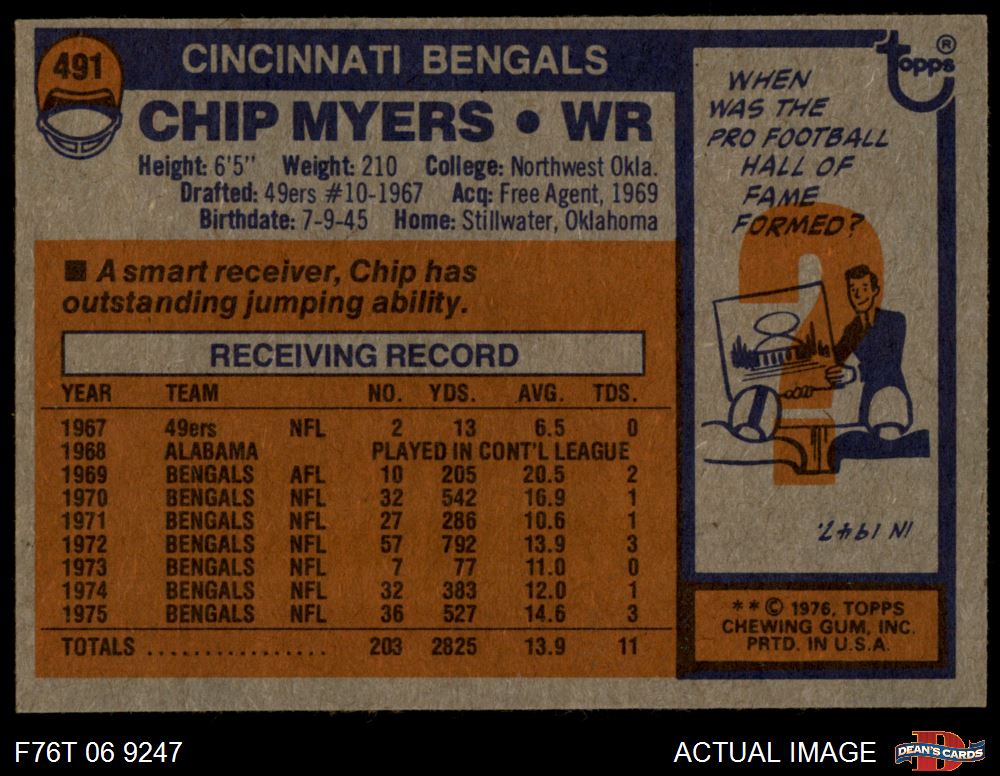 491
CINCINNATI BENGALS
CHIP MYERS • WR
Height: 6'5" Weight: 210 College: Northwest Okla.
Drafted: 49ers #10-1967 Acq: Free Agent, 1969
Birthdate: 7-9-45 Home: Stillwater, Oklahoma
■ A smart receiver, Chip has
outstanding jumping ability.
RECEIVING RECORD
YEAR TEAM NO. YDS. AVG. TDS.
1967 49ers NFL 2 13 6.5 0
1968 ALABAMA PLAYED IN CONT'L LEAGUE
1969 BENGALS AFL 10 205 20.5 2
1970 BENGALS NFL 32 542 16.9 1
1971 BENGALS NFL 27 286 10.6 1
1972 BENGALS NFL 57 792 13.9 3
1973 BENGALS NFL 7 77 11.0 0
1974 BENGALS NFL 32 383 12.0 1
1975 BENGALS NFL 36 527 14.6 3
TOTALS ................ 203 2825 13.9 11
topps ®
WHEN
WAS THE
PRO FOOTBALL
HALL OF
FAME
FORMED?
?
IN 1947.
** © 1976, TOPPS
CHEWING GUM, INC.
PRTD. IN U.S.A.
F76T 06 9247
ACTUAL IMAGE
D
DEAN'S CARDS